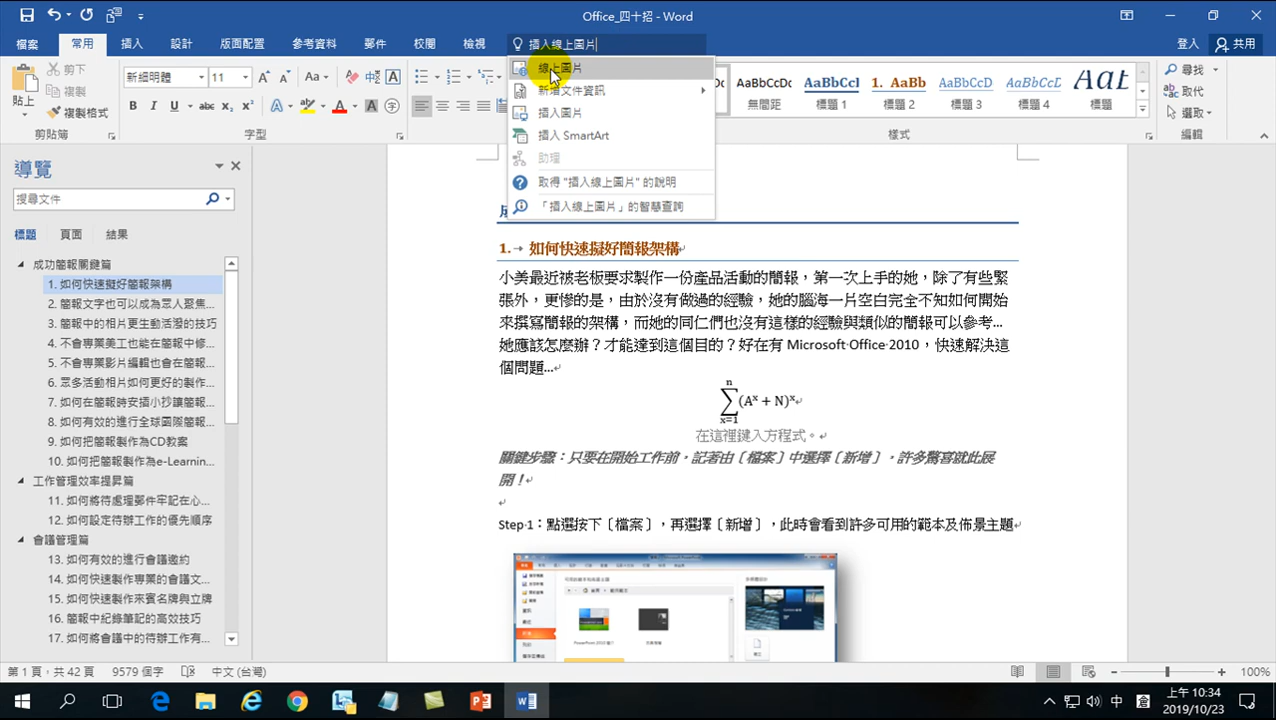 Office_四十招 - Word
檔案 常用 插入 設計 版面配置 參考資料 郵件 校閱 檢視 插入線上圖片 登入 共用
貼上 剪下 複製 複製格式 剪貼簿
新細明體 11 字型
線上圖片
新增文件資訊
插入圖片
插入 SmartArt
助理
取得 "插入線上圖片" 的說明
「插入線上圖片」的智慧查詢
AaBbCcDc AaBbCcl 1. AaBb AaBbCcD Aat
無間距 標題 1 標題 2 標題 3 標題
樣式
尋找
取代
選取
編輯
導覽
搜尋文件
標題 頁面 結果
成功簡報關鍵篇
1. 如何快速擬好簡報架構
2. 簡報文字也可以成為眾人聚焦...
3. 簡報中的相片更生動活潑的技巧
4. 不會專業美工也能在簡報中修...
5. 不會專業影片編輯也會在簡報...
6. 眾多活動相片如何更好的製作...
7. 如何在簡報時安插小抄讓簡報...
8. 如何有效的進行全球國際簡報...
9. 如何把簡報製作為CD教案
10. 如何把簡報製作為e-Learnin...
工作管理效率提昇篇
11. 如何將待處理郵件牢記在心...
12. 如何設定待辦工作的優先順序
會議管理篇
13. 如何有效的進行會議邀約
14. 如何快速製作專業的會議文...
15. 如何快速製作來賓名牌與立牌
16. 簡報中紀錄筆記的高效技巧
17. 如何將會議中的待辦工作有...
1. 如何快速擬好簡報架構
小美最近被老板要求製作一份產品活動的簡報，第一次上手的她，除了有些緊
張外，更慘的是，由於沒有做過的經驗，她的腦海一片空白完全不知如何開始
來撰寫簡報的架構，而她的同仁們也沒有這樣的經驗與類似的簡報可以參考...
她應該怎麼辦？才能達到這個目的？好在有 Microsoft Office 2010，快速解決這
個問題...
∑ⁿₓ₌₁(Aˣ + N)ˣ
在這裡鍵入方程式。
關鍵步驟：只要在開始工作前，記著由〔檔案〕中選擇〔新增〕，許多驚喜就此展
開！
Step 1：點選按下〔檔案〕，再選擇〔新增〕，此時會看到許多可用的範本及佈景主題
第 1 頁，共 42 頁 9579 個字 中文 (台灣) 100%
中 上午 10:34
2019/10/23